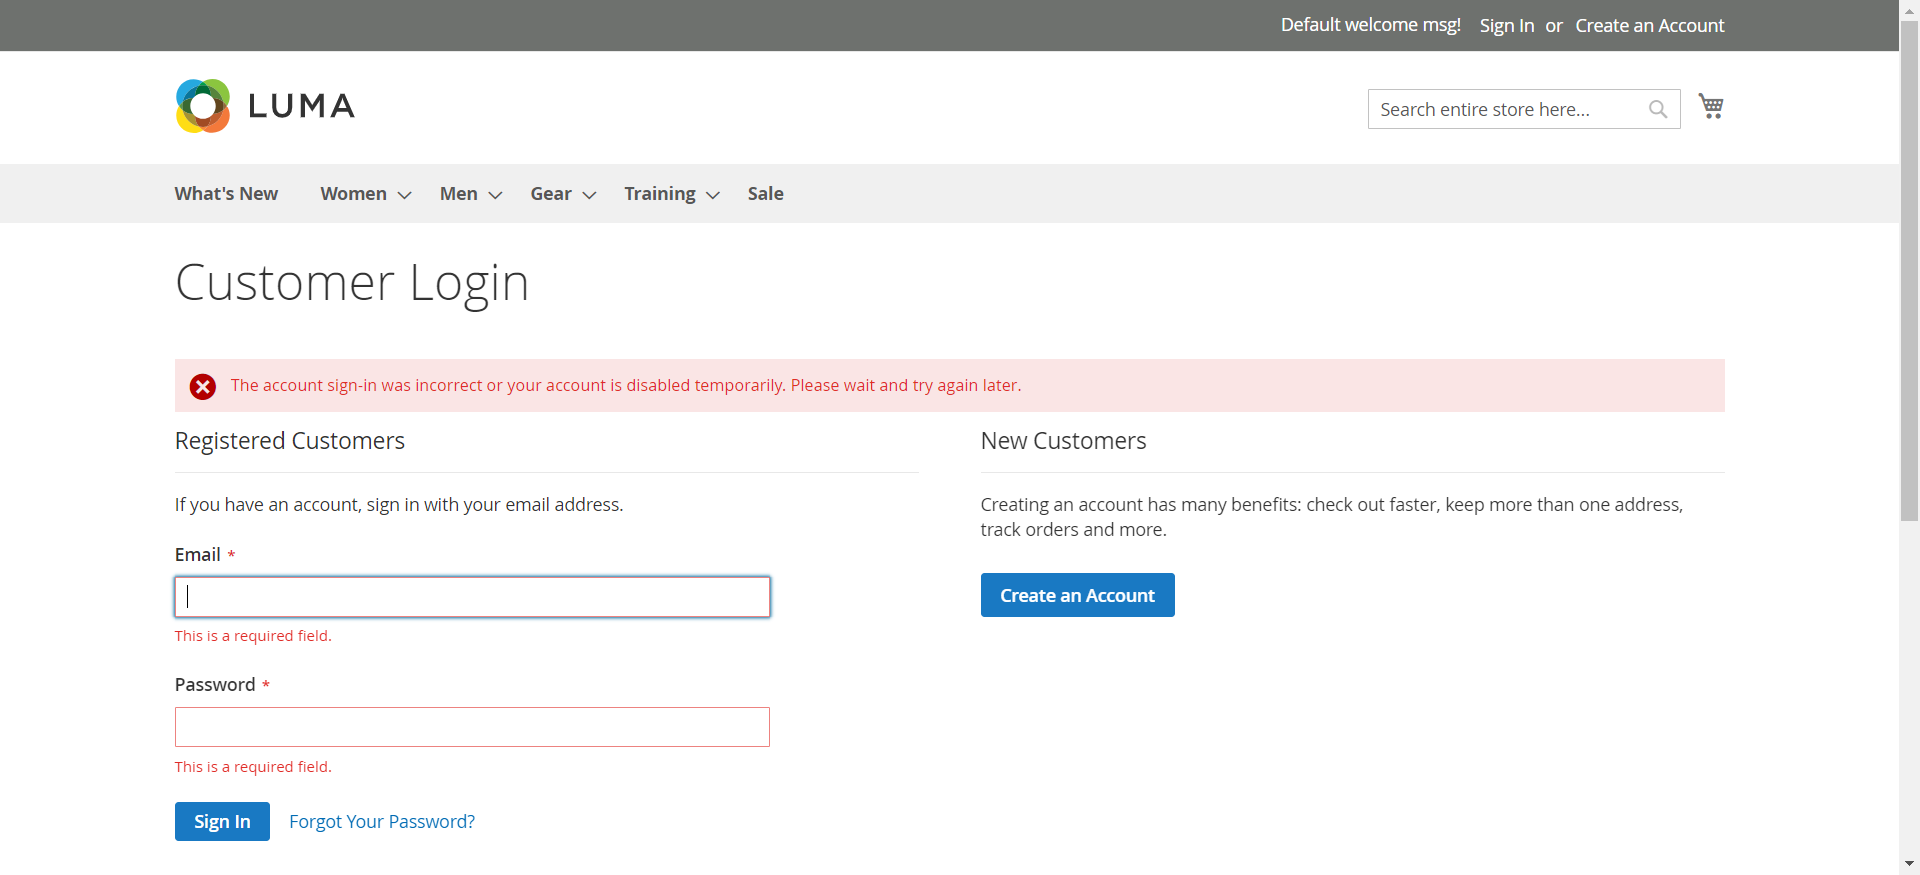 Default welcome msg! Sign In or Create an Account
LUMA
Search entire store here...
What's New Women Men Gear Training Sale
Customer Login
The account sign-in was incorrect or your account is disabled temporarily. Please wait and try again later.
Registered Customers
If you have an account, sign in with your email address.
Email *
This is a required field.
Password *
This is a required field.
Sign In Forgot Your Password?
New Customers
Creating an account has many benefits: check out faster, keep more than one address,
track orders and more.
Create an Account